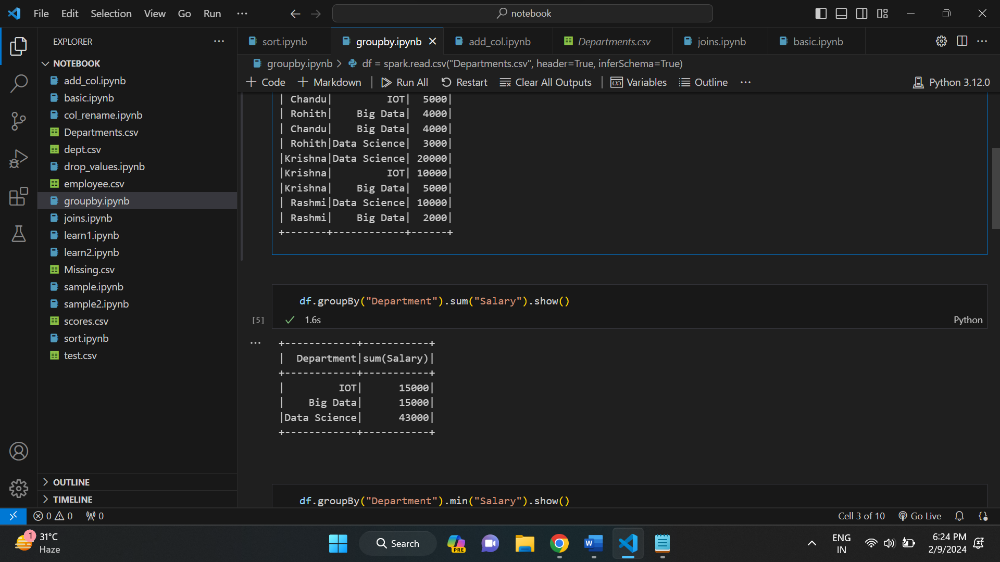 File Edit Selection View Go Run ··· notebook
EXPLORER ···
sort.ipynb groupby.ipynb add_col.ipynb Departments.csv joins.ipynb basic.ipynb ···
groupby.ipynb > df = spark.read.csv("Departments.csv", header=True, inferSchema=True)
+ Code + Markdown | Run All Restart Clear All Outputs | Variables Outline ··· Python 3.12.0
NOTEBOOK
add_col.ipynb
basic.ipynb
col_rename.ipynb
Departments.csv
dept.csv
drop_values.ipynb
employee.csv
groupby.ipynb
joins.ipynb
learn1.ipynb
learn2.ipynb
Missing.csv
sample.ipynb
sample2.ipynb
scores.csv
sort.ipynb
test.csv
OUTLINE
TIMELINE
| Chandu|         IOT|  5000|
| Rohith|    Big Data|  4000|
| Chandu|    Big Data|  4000|
| Rohith|Data Science|  3000|
|Krishna|Data Science| 20000|
|Krishna|         IOT| 10000|
|Krishna|    Big Data|  5000|
| Rashmi|Data Science| 10000|
| Rashmi|    Big Data|  2000|
+-------+------------+------+
df.groupBy("Department").sum("Salary").show()
[5] 1.6s Python
···
+------------+-----------+
|  Department|sum(Salary)|
+------------+-----------+
|         IOT|      15000|
|    Big Data|      15000|
|Data Science|      43000|
+------------+-----------+
df.groupBy("Department").min("Salary").show()
0 0 0 Cell 3 of 10 Go Live
1 31°C
Haze
Search
PRE
W
ENG
IN
6:24 PM
2/9/2024